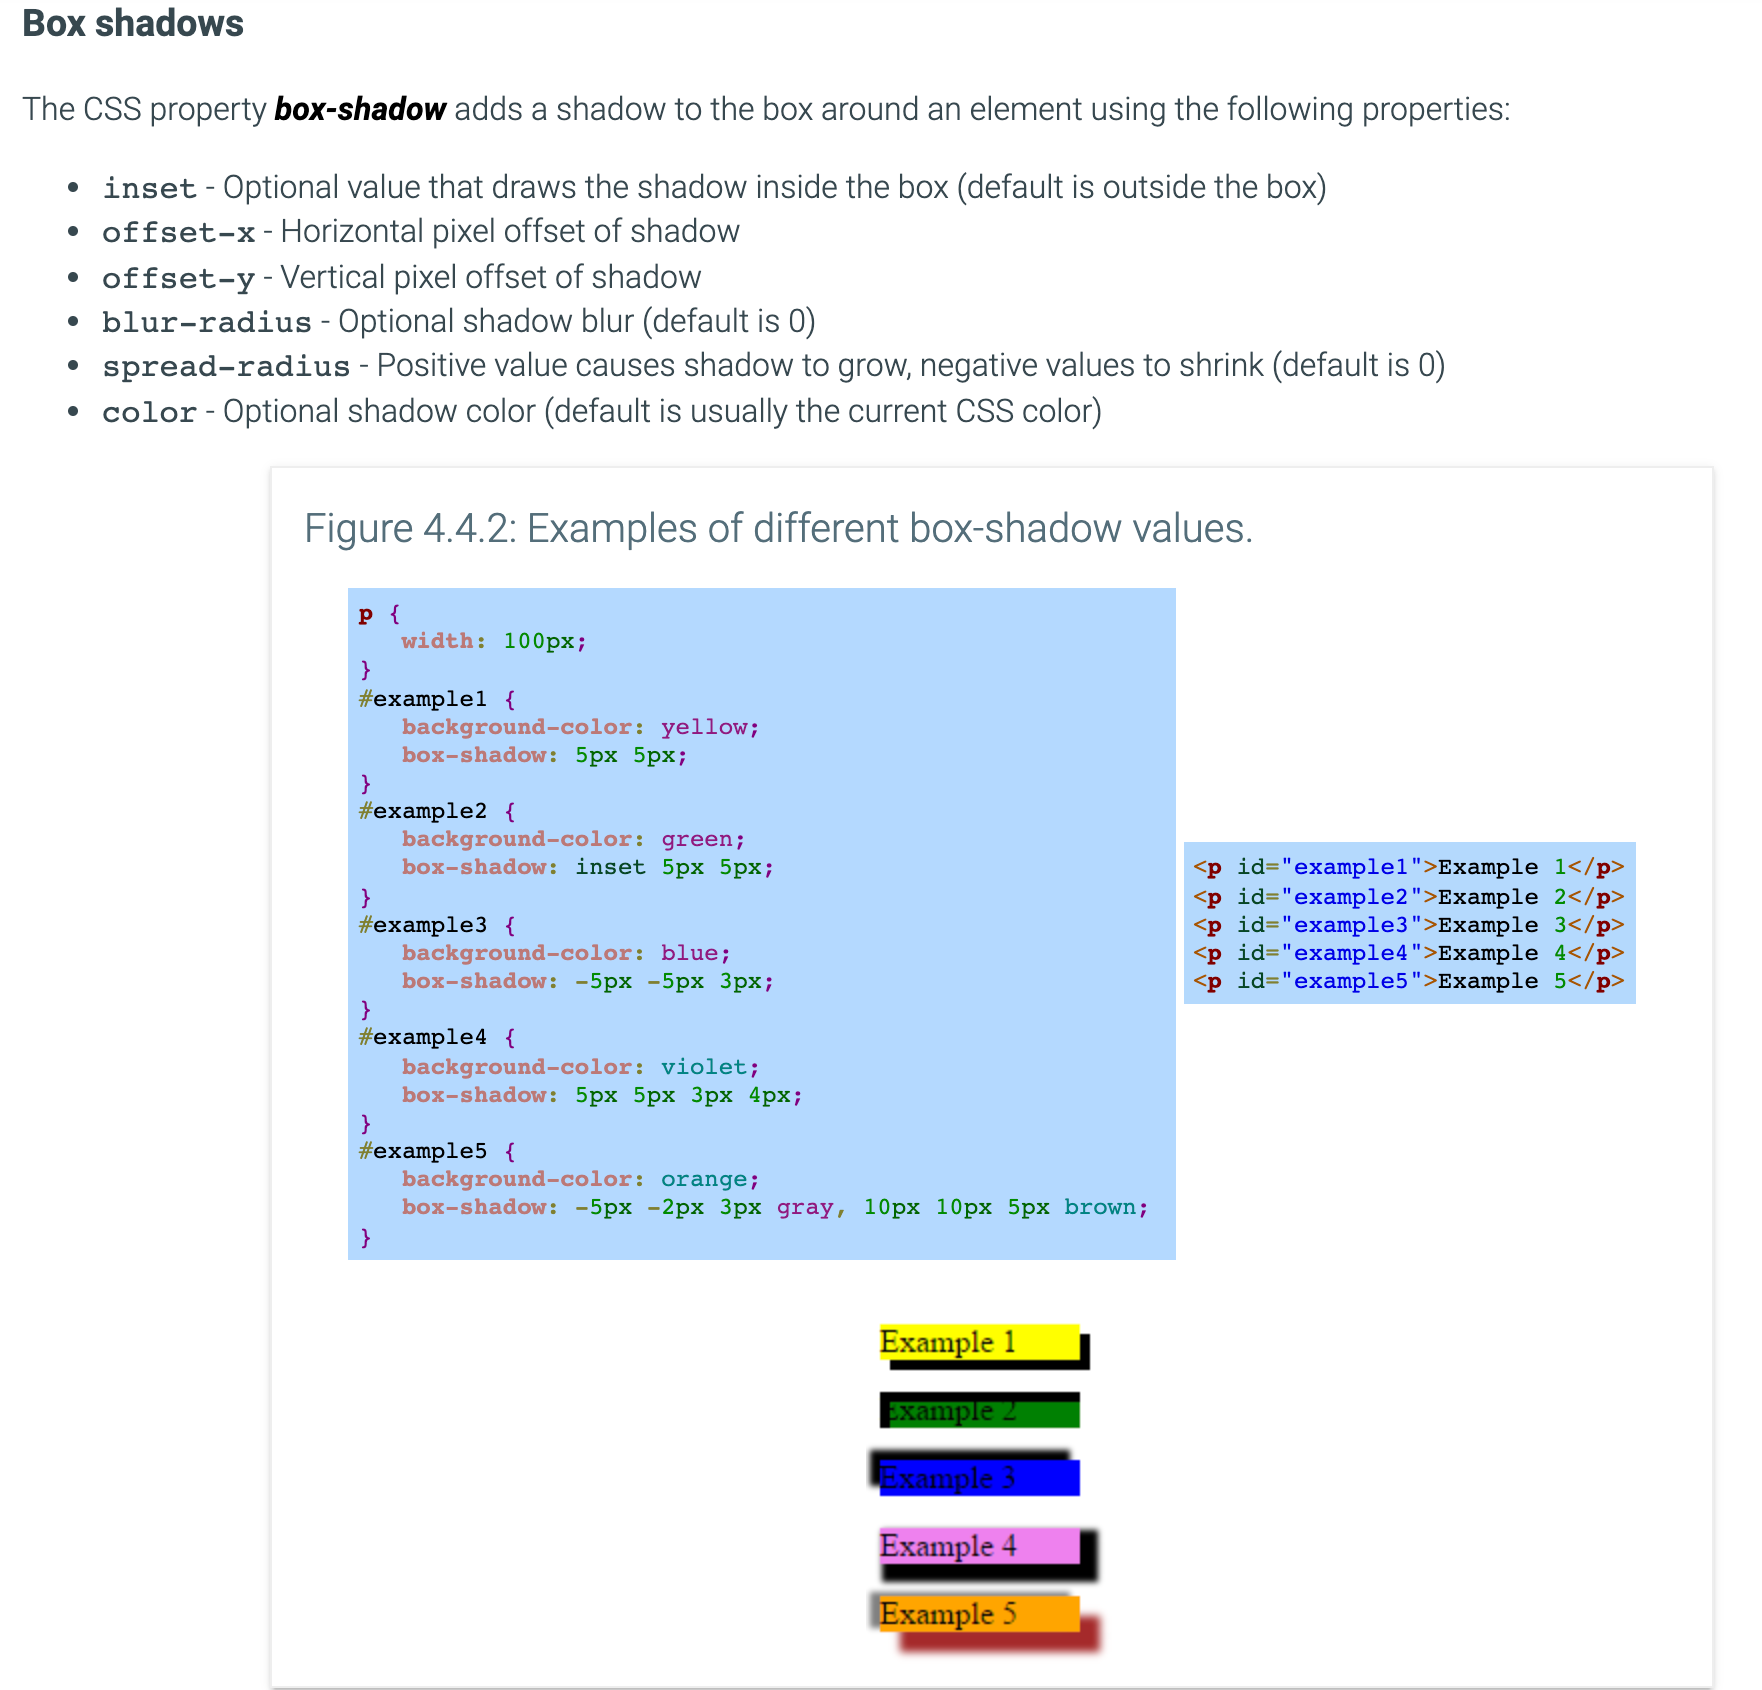 Box shadows
The CSS property box-shadow adds a shadow to the box around an element using the following properties:
• inset - Optional value that draws the shadow inside the box (default is outside the box)
• offset-x - Horizontal pixel offset of shadow
• offset-y - Vertical pixel offset of shadow
• blur-radius - Optional shadow blur (default is 0)
• spread-radius - Positive value causes shadow to grow, negative values to shrink (default is 0)
• color - Optional shadow color (default is usually the current CSS color)
Figure 4.4.2: Examples of different box-shadow values.
p {
   width: 100px;
}
#example1 {
   background-color: yellow;
   box-shadow: 5px 5px;
}
#example2 {
   background-color: green;
   box-shadow: inset 5px 5px;
}
#example3 {
   background-color: blue;
   box-shadow: -5px -5px 3px;
}
#example4 {
   background-color: violet;
   box-shadow: 5px 5px 3px 4px;
}
#example5 {
   background-color: orange;
   box-shadow: -5px -2px 3px gray, 10px 10px 5px brown;
}
<p id="example1">Example 1</p>
<p id="example2">Example 2</p>
<p id="example3">Example 3</p>
<p id="example4">Example 4</p>
<p id="example5">Example 5</p>
Example 1
Example 2
Example 3
Example 4
Example 5